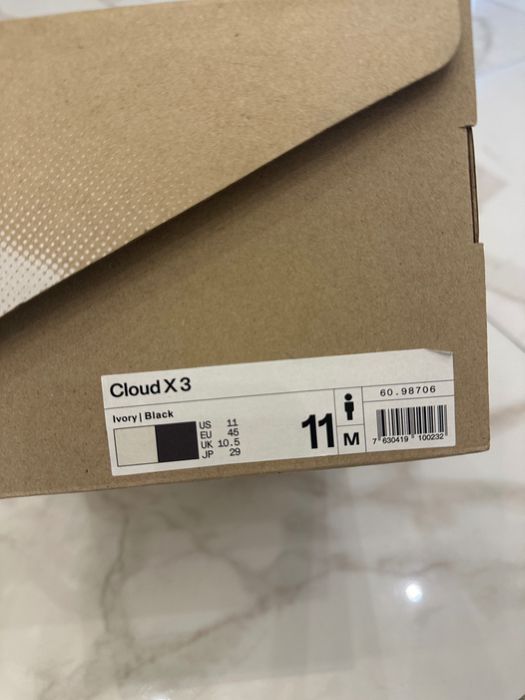 Cloud X 3
Ivory | Black
US 11
EU 45
UK 10.5
JP 29
11
M
60.98706
7 630419 100232